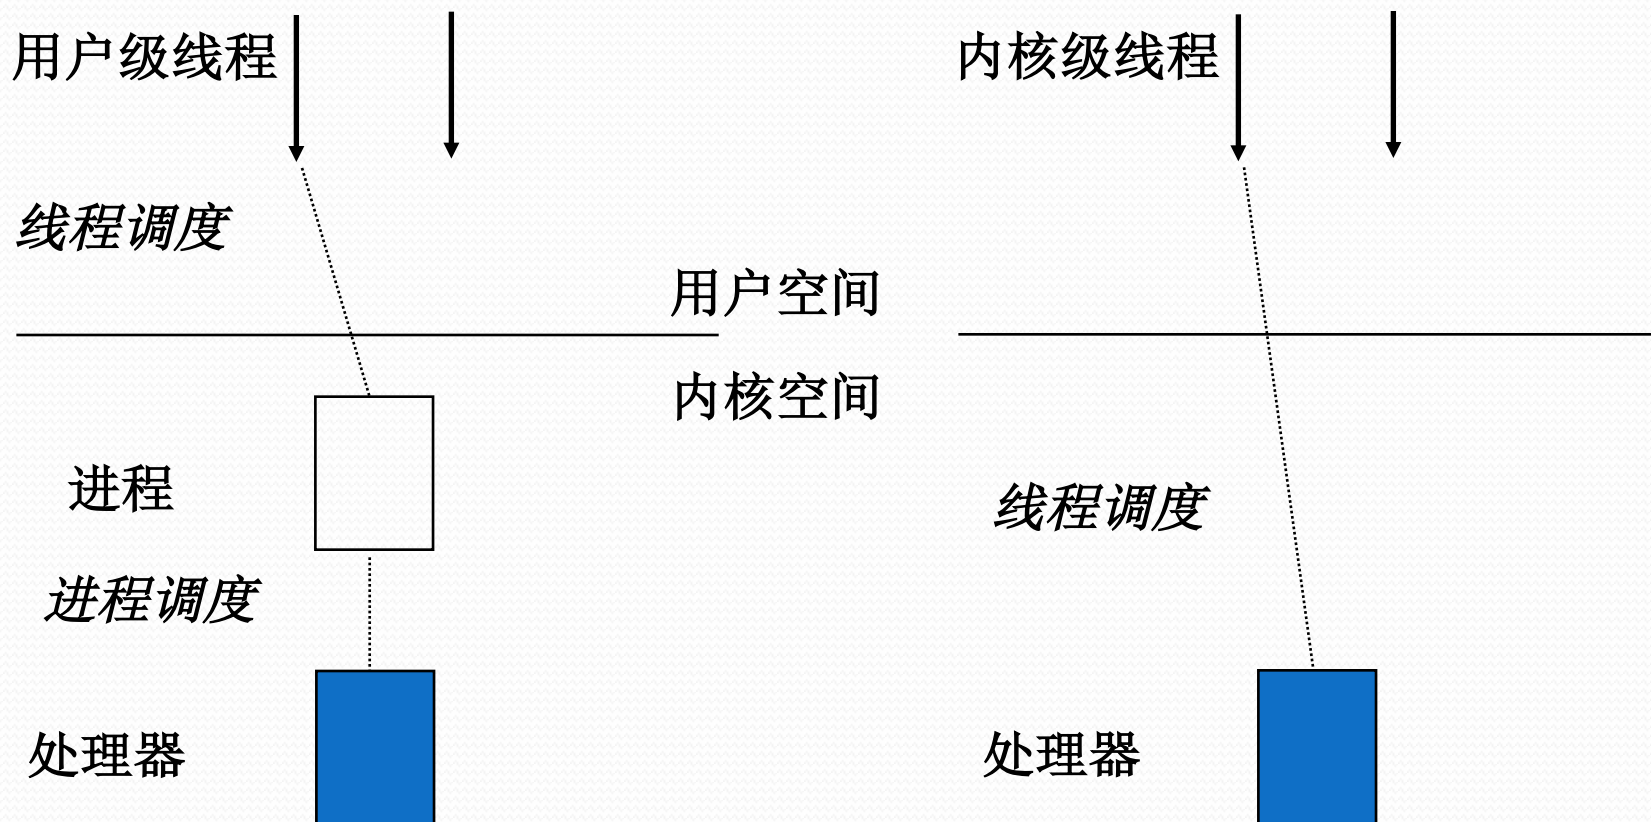 用户级线程
内核级线程
线程调度
用户空间
内核空间
进程
线程调度
进程调度
处理器
处理器